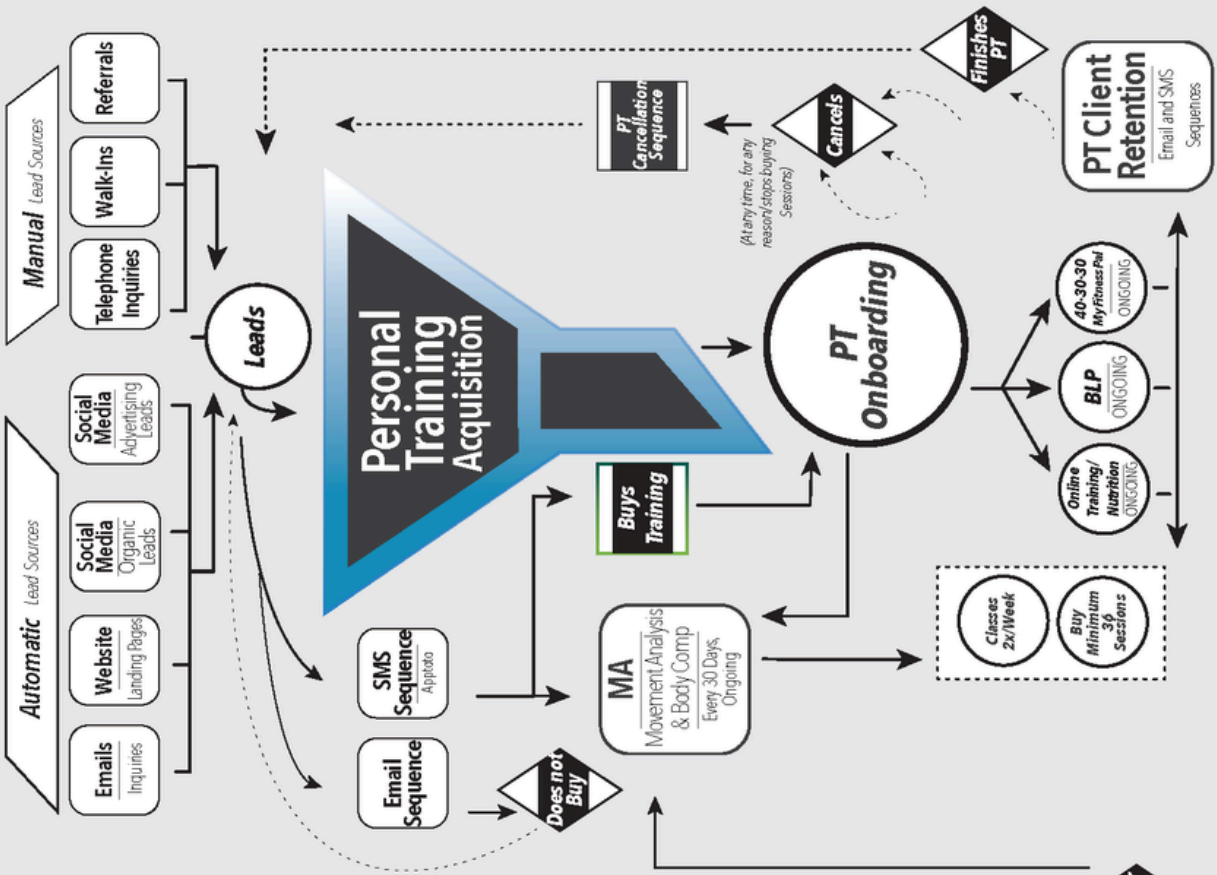 Automatic Lead Sources
Manual Lead Sources
Emails
Inquiries
Website
Landing Pages
Social
Media
Organic
Leads
Social
Media
Advertising
Leads
Telephone
Inquiries
Walk-Ins
Referrals
Leads
Email
Sequence
SMS
Sequence
Apptoto
Personal
Training
Acquisition
Does not
Buy
Buys
Training
MA
Movement Analysis
& Body Comp
Every 30 Days,
Ongoing
PT
Onboarding
PT
Cancellation
Sequence
Cancels
(At any time, for any
reason/stops buying
Sessions)
Finishes
PT
Classes
2x/Week
Buy
Minimum
36
Sessions
Online
Training/
Nutrition
ONGOING
BLP
ONGOING
40-30-30
MyFitnessPal
ONGOING
PT Client
Retention
Email and SMS
Sequences